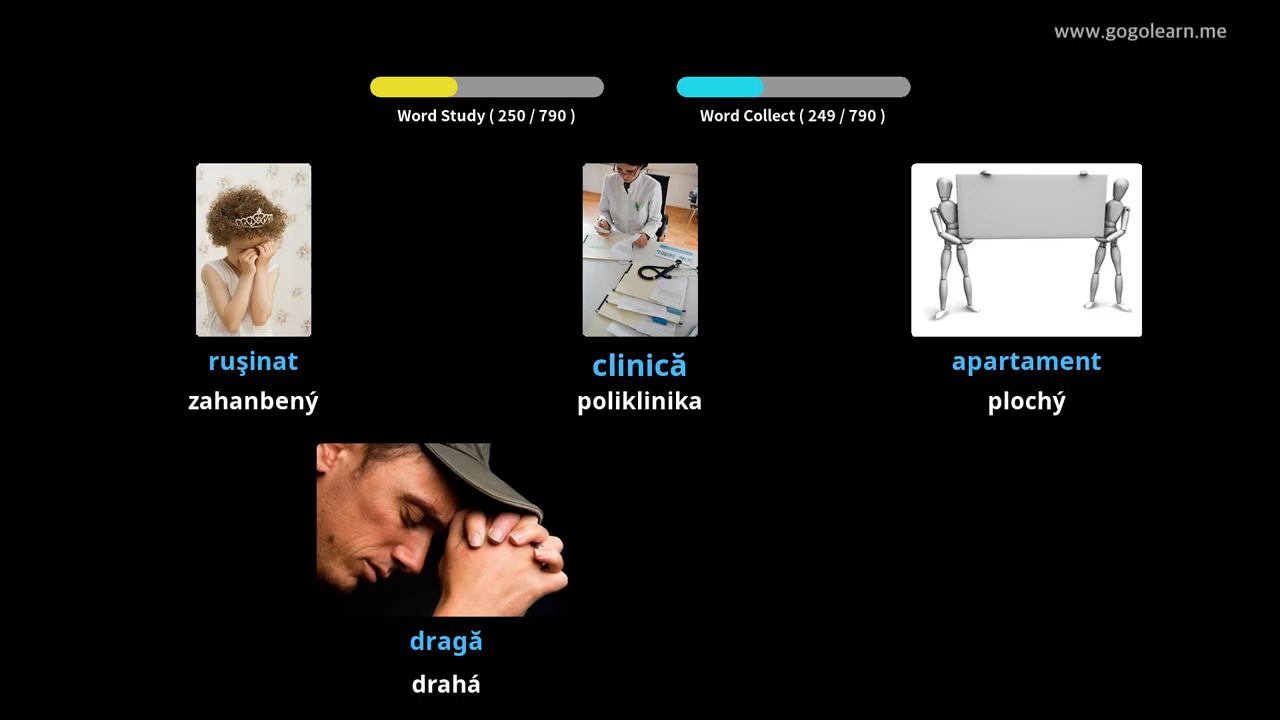 www.gogolearn.me
Word Study ( 250 / 790 )
Word Collect ( 249 / 790 )
ruşinat
clinică
apartament
zahanbený
poliklinika
plochý
dragă
drahá